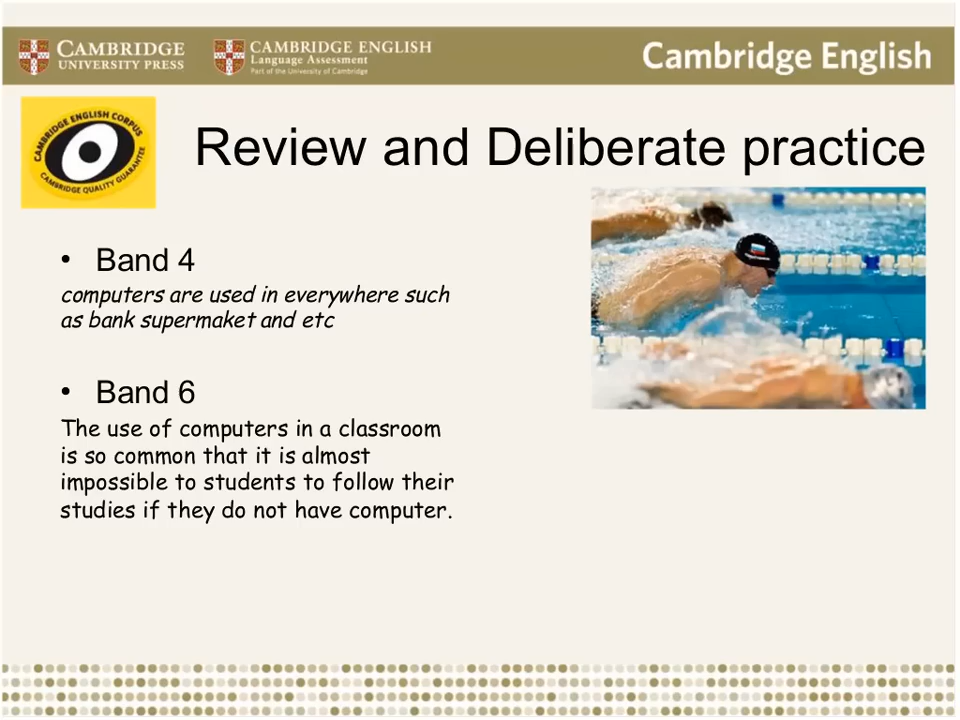 CAMBRIDGE
UNIVERSITY PRESS
CAMBRIDGE ENGLISH
Language Assessment
Part of the University of Cambridge
Cambridge English
CAMBRIDGE ENGLISH CORPUS
CAMBRIDGE QUALITY GUARANTEE
Review and Deliberate practice
• Band 4
computers are used in everywhere such
as bank supermaket and etc
• Band 6
The use of computers in a classroom
is so common that it is almost
impossible to students to follow their
studies if they do not have computer.